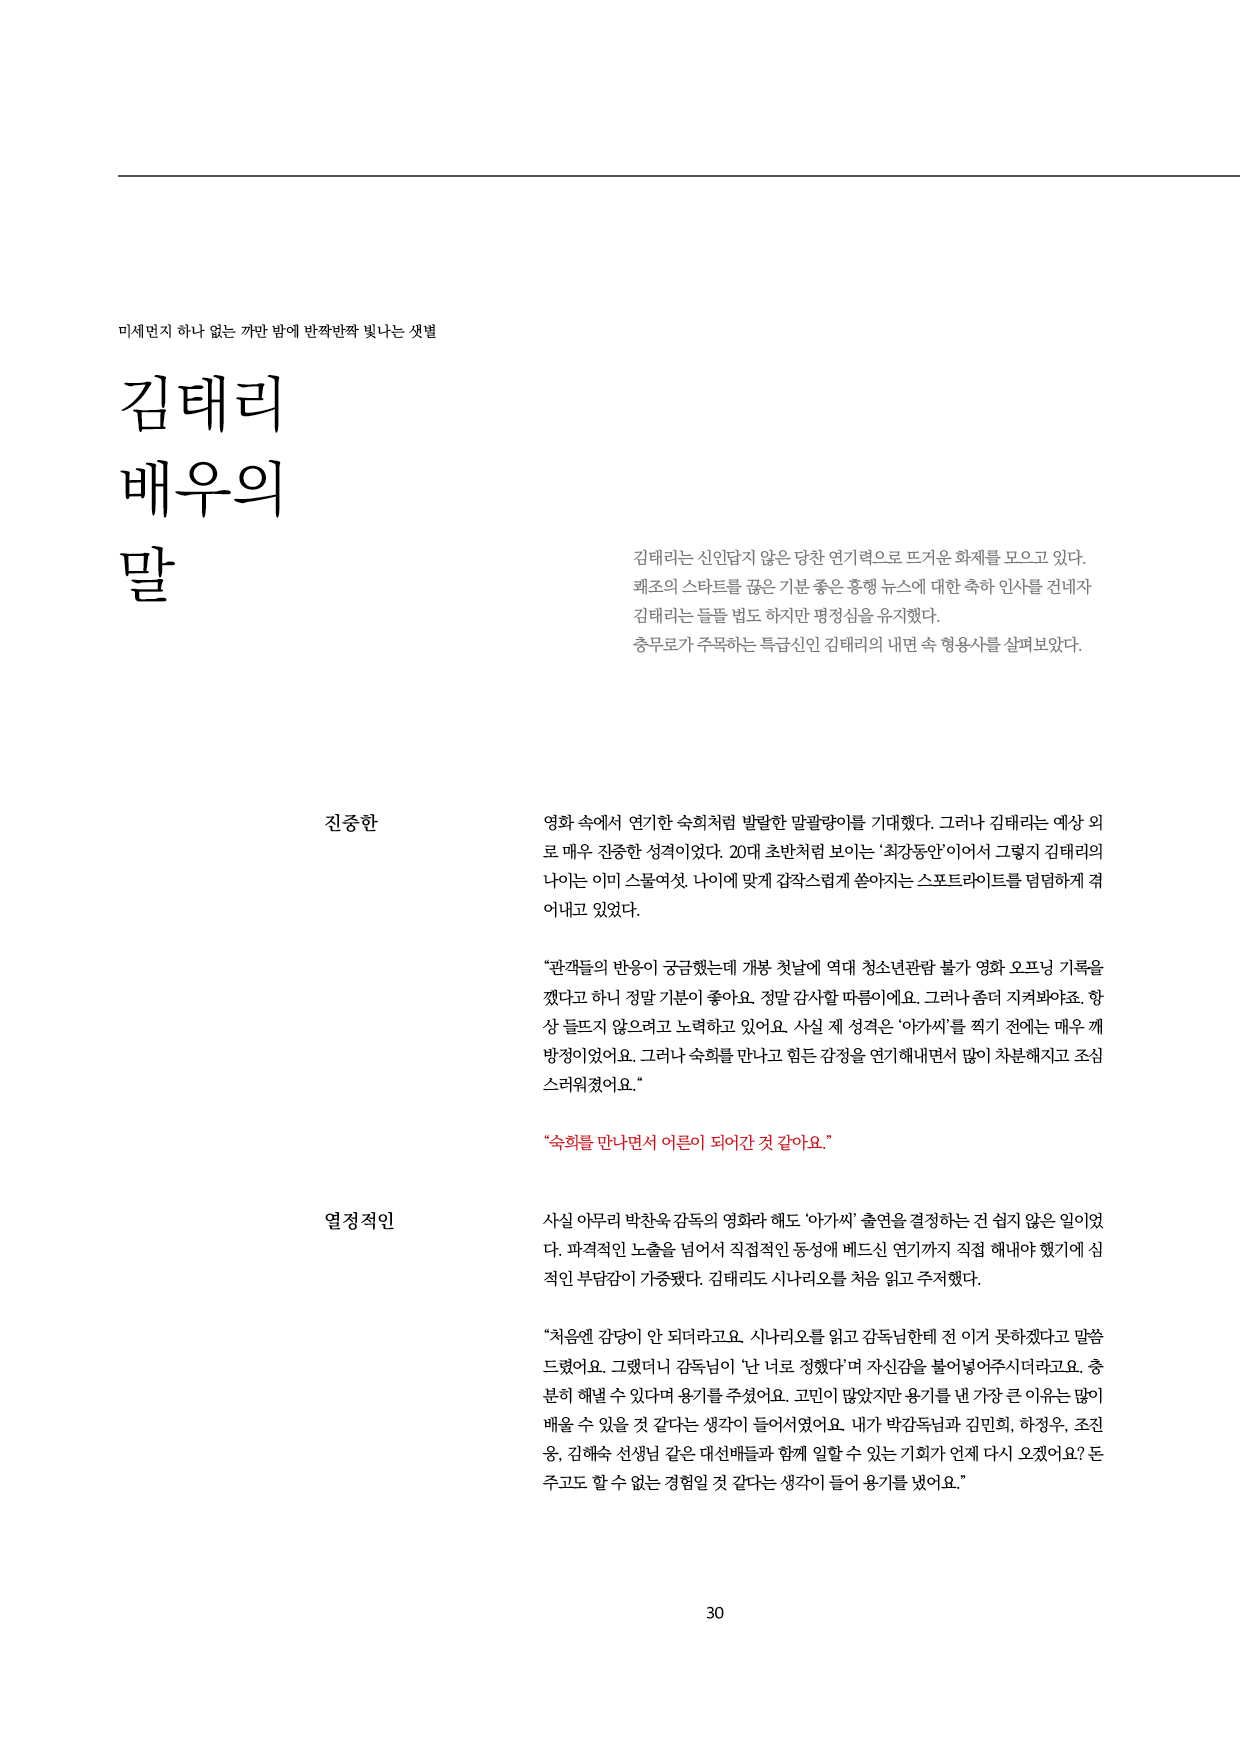 미세먼지 하나 없는 까만 밤에 반짝반짝 빛나는 샛별
김태리
배우의
말
김태리는 신인답지 않은 당찬 연기력으로 뜨거운 화제를 모으고 있다.
쾌조의 스타트를 끊은 기분 좋은 흥행 뉴스에 대한 축하 인사를 건네자
김태리는 들뜰 법도 하지만 평정심을 유지했다.
충무로가 주목하는 특급신인 김태리의 내면 속 형용사를 살펴보았다.
진중한
영화 속에서 연기한 숙희처럼 발랄한 말괄량이를 기대했다. 그러나 김태리는 예상 외
로 매우 진중한 성격이었다. 20대 초반처럼 보이는 ‘최강동안’이어서 그렇지 김태리의
나이는 이미 스물여섯. 나이에 맞게 갑작스럽게 쏟아지는 스포트라이트를 덤덤하게 겪
어내고 있었다.
“관객들의 반응이 궁금했는데 개봉 첫날에 역대 청소년관람 불가 영화 오프닝 기록을
깼다고 하니 정말 기분이 좋아요. 정말 감사할 따름이에요. 그러나 좀더 지켜봐야죠. 항
상 들뜨지 않으려고 노력하고 있어요. 사실 제 성격은 ‘아가씨’를 찍기 전에는 매우 깨
방정이었어요. 그러나 숙희를 만나고 힘든 감정을 연기해내면서 많이 차분해지고 조심
스러워졌어요.“
“숙희를 만나면서 어른이 되어간 것 같아요.”
열정적인
사실 아무리 박찬욱 감독의 영화라 해도 ‘아가씨’ 출연을 결정하는 건 쉽지 않은 일이었
다. 파격적인 노출을 넘어서 직접적인 동성애 베드신 연기까지 직접 해내야 했기에 심
적인 부담감이 가중됐다. 김태리도 시나리오를 처음 읽고 주저했다.
“처음엔 감당이 안 되더라고요. 시나리오를 읽고 감독님한테 전 이거 못하겠다고 말씀
드렸어요. 그랬더니 감독님이 ‘난 너로 정했다’며 자신감을 불어넣어주시더라고요. 충
분히 해낼 수 있다며 용기를 주셨어요. 고민이 많았지만 용기를 낸 가장 큰 이유는 많이
배울 수 있을 것 같다는 생각이 들어서였어요. 내가 박감독님과 김민희, 하정우, 조진
웅, 김해숙 선생님 같은 대선배들과 함께 일할 수 있는 기회가 언제 다시 오겠어요? 돈
주고도 할 수 없는 경험일 것 같다는 생각이 들어 용기를 냈어요.”
30